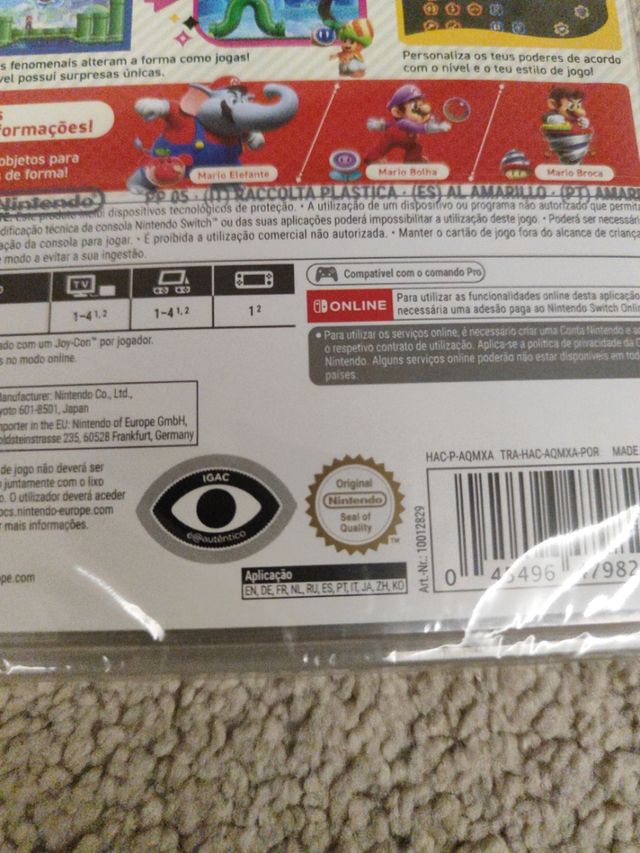 s fenomenais alteram a forma como jogas!
vel possui surpresas únicas.
Personaliza os teus poderes de acordo
com o nível e o teu estilo de jogo!
s
ormações!
objetos para
s de forma!
Mario Elefante
Mario Bolha
Mario Broca
Nintendo
PP 05 · (IT) RACCOLTA PLASTICA · (ES) AL AMARILLO · (PT) AMAR
Este produto inclui dispositivos tecnológicos de proteção. • A utilização de um dispositivo ou programa não autorizado que permita
dificação técnica da consola Nintendo Switch™ ou das suas aplicações poderá impossibilitar a utilização deste jogo. • Poderá ser necessár
ação da consola para jogar. • É proibida a utilização comercial não autorizada. • Manter o cartão de jogo fora do alcance de criança
e modo a evitar a sua ingestão.
TV
1-4 1, 2
1-4 1, 2
1 2
Compatível com o comando Pro
ONLINE
Para utilizar as funcionalidades online desta aplicação
necessária uma adesão paga ao Nintendo Switch Onli
ado com um Joy-Con™ por jogador.
s no modo online.
• Para utilizar os serviços online, é necessário criar uma Conta Nintendo e a
o respetivo contrato de utilização. Aplica-se a política de privacidade da C
Nintendo. Alguns serviços online poderão não estar disponíveis em tod
países.
Manufacturer: Nintendo Co., Ltd.,
yoto 601-8501, Japan
mporter in the EU: Nintendo of Europe GmbH,
oldsteinstrasse 235, 60528 Frankfurt, Germany
de jogo não deverá ser
o juntamente com o lixo
o. O utilizador deverá aceder
ocs.nintendo-europe.com
r mais informações.
pe.com
IGAC
é@autêntico
Original
Nintendo
Seal of
Quality
TM
Aplicação
EN, DE, FR, NL, RU, ES, PT, IT, JA, ZH, KO
HAC-P-AQMXA TRA-HAC-AQMXA-POR MADE
Art.-Nr.: 10012829
0 45496 47982